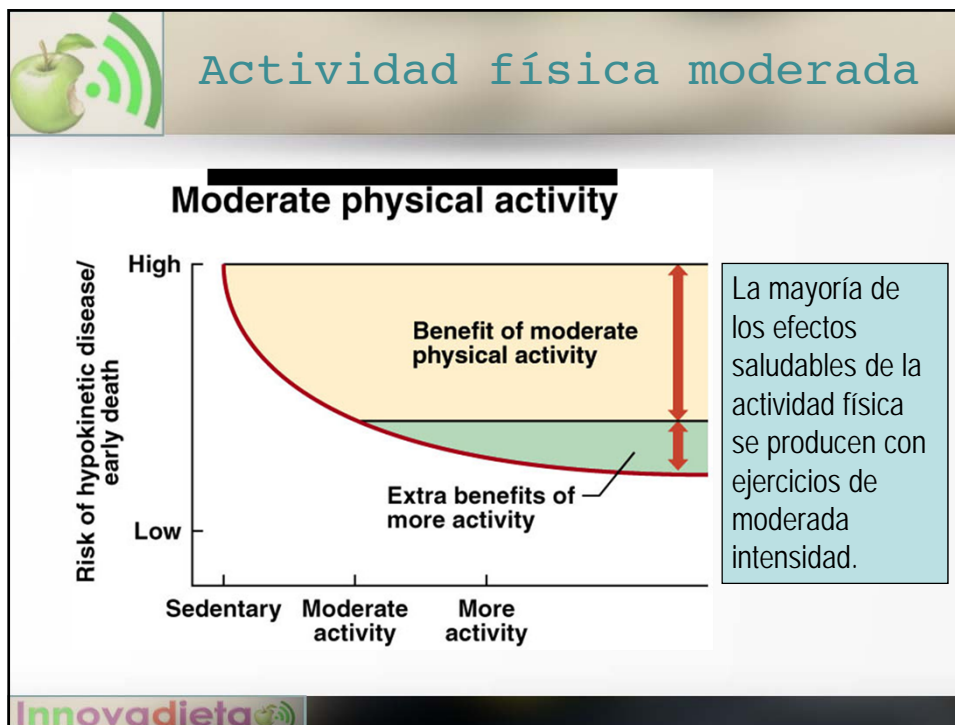 Actividad física moderada
Moderate physical activity
Risk of hypokinetic disease/
early death
High
Low
Benefit of moderate
physical activity
Extra benefits of
more activity
Sedentary
Moderate
activity
More
activity
La mayoría de
los efectos
saludables de la
actividad física
se producen con
ejercicios de
moderada
intensidad.
Innovadieta